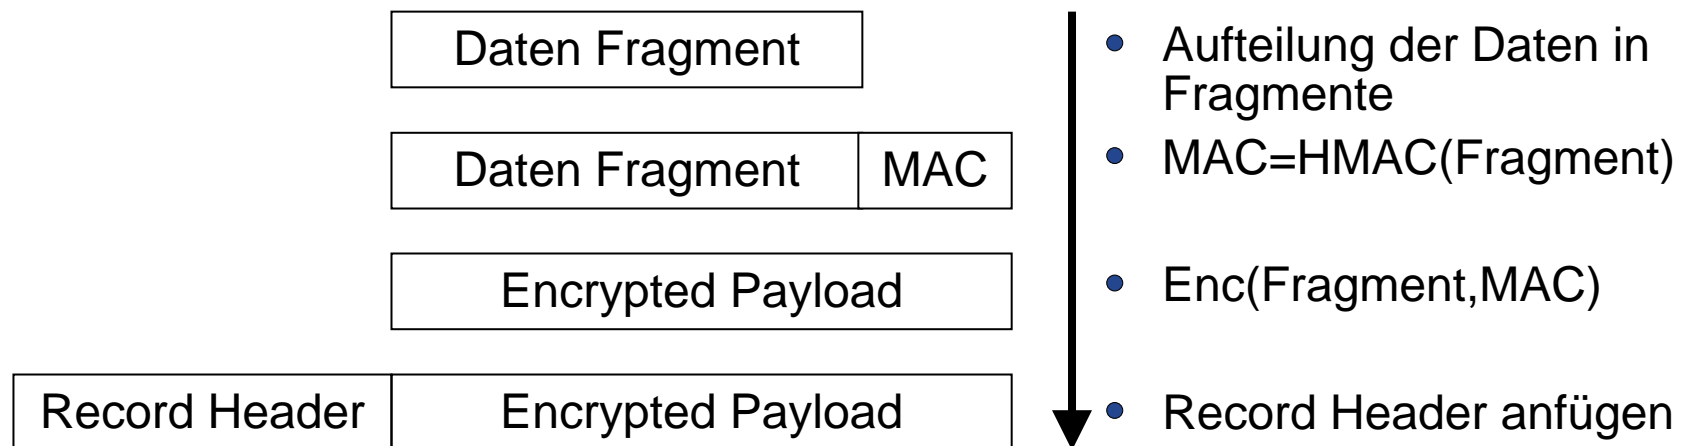 Daten Fragment
• Aufteilung der Daten in
Fragmente
Daten Fragment MAC
• MAC=HMAC(Fragment)
Encrypted Payload
• Enc(Fragment,MAC)
Record Header Encrypted Payload
• Record Header anfügen